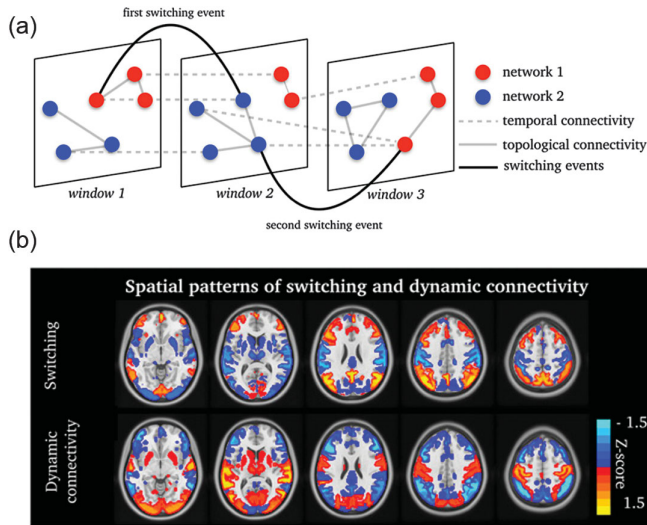 (a)
first switching event
network 1
network 2
temporal connectivity
topological connectivity
switching events
window 1
window 2
window 3
second switching event
(b)
Spatial patterns of switching and dynamic connectivity
Switching
Dynamic
connectivity
- 1.5
Z-score
1.5